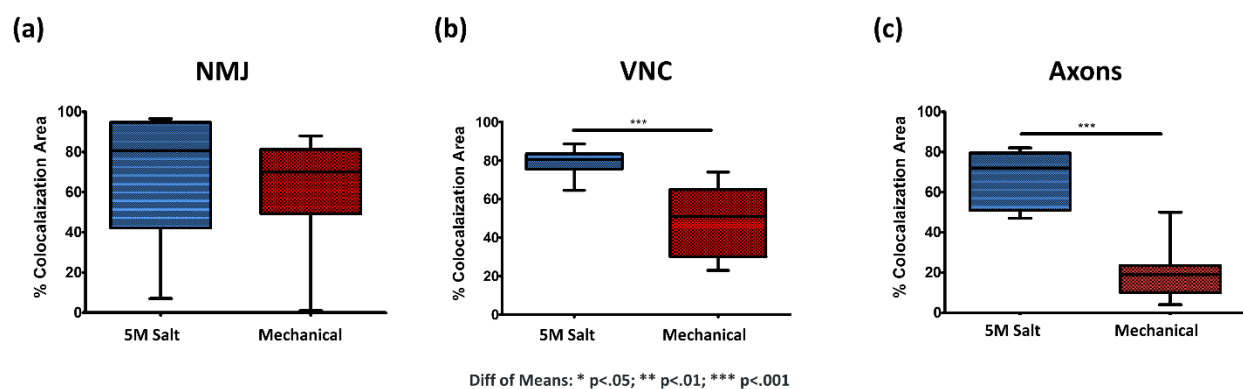 (a)
NMJ
% Colocalaization Area
100
80
60
40
20
0
5M Salt Mechanical
(b)
VNC
***
% Colocalaization Area
100
80
60
40
20
0
5M Salt Mechanical
(c)
Axons
***
% Colocalaization Area
100
80
60
40
20
0
5M Salt Mechanical
Diff of Means: * p<.05; ** p<.01; *** p<.001